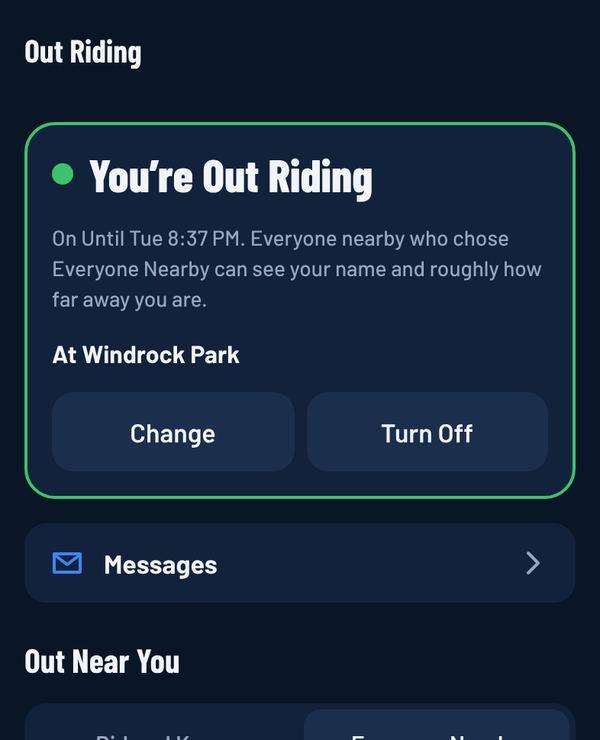 Out Riding
You’re Out Riding
On Until Tue 8:37 PM. Everyone nearby who chose
Everyone Nearby can see your name and roughly how
far away you are.
At Windrock Park
Change
Turn Off
Messages
Out Near You